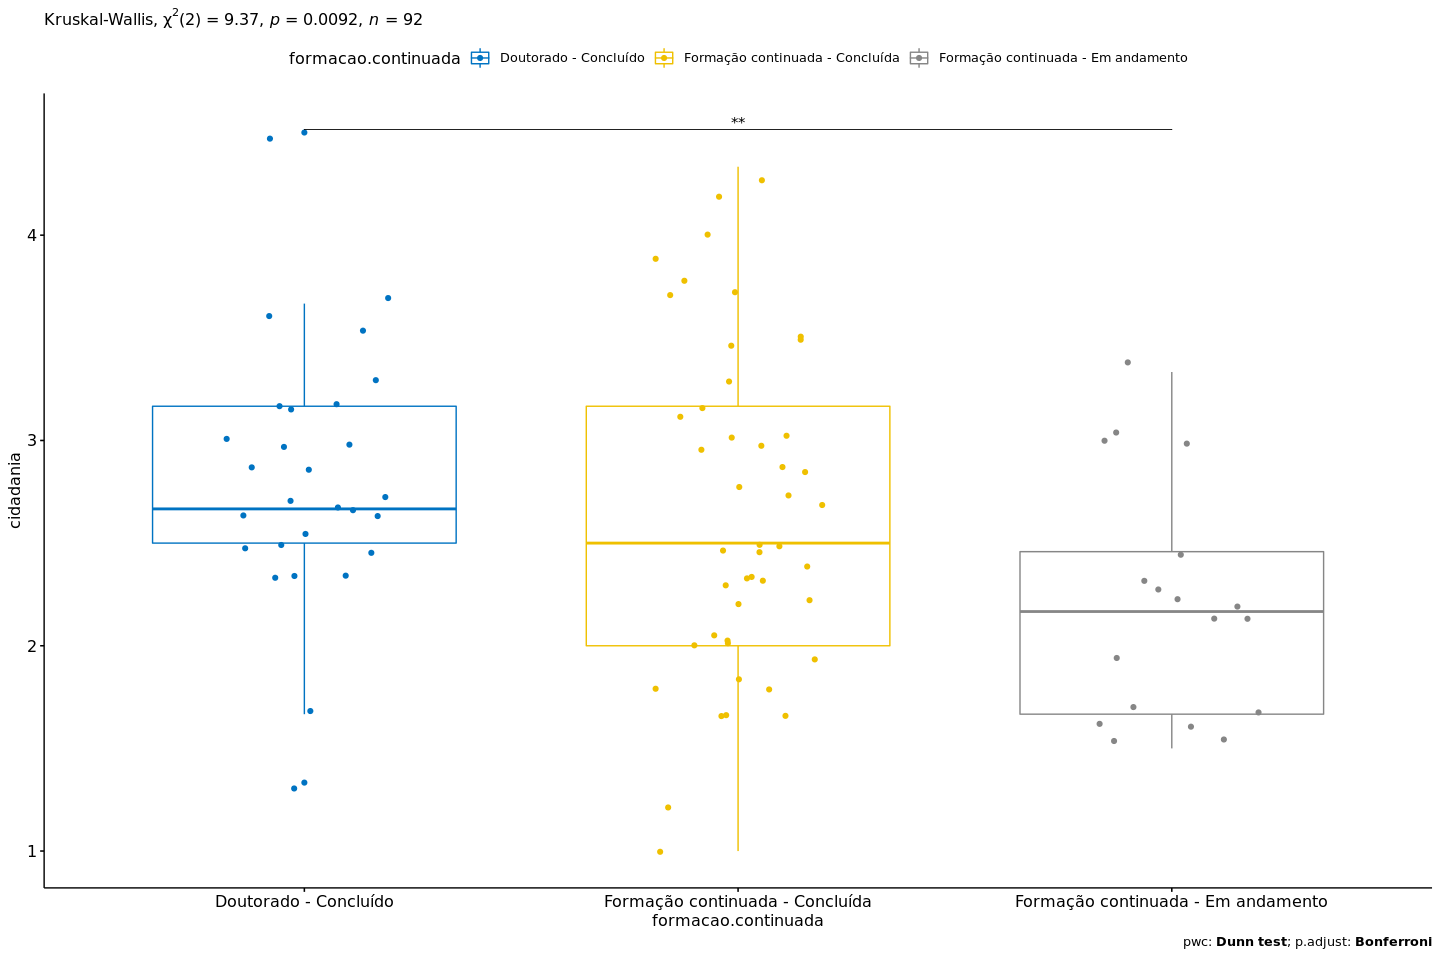 Kruskal-Wallis, χ²(2) = 9.37, p = 0.0092, n = 92
formacao.continuada Doutorado - Concluído Formação continuada - Concluída Formação continuada - Em andamento
**
4
3
2
1
cidadania
Doutorado - Concluído Formação continuada - Concluída Formação continuada - Em andamento
formacao.continuada
pwc: Dunn test; p.adjust: Bonferroni